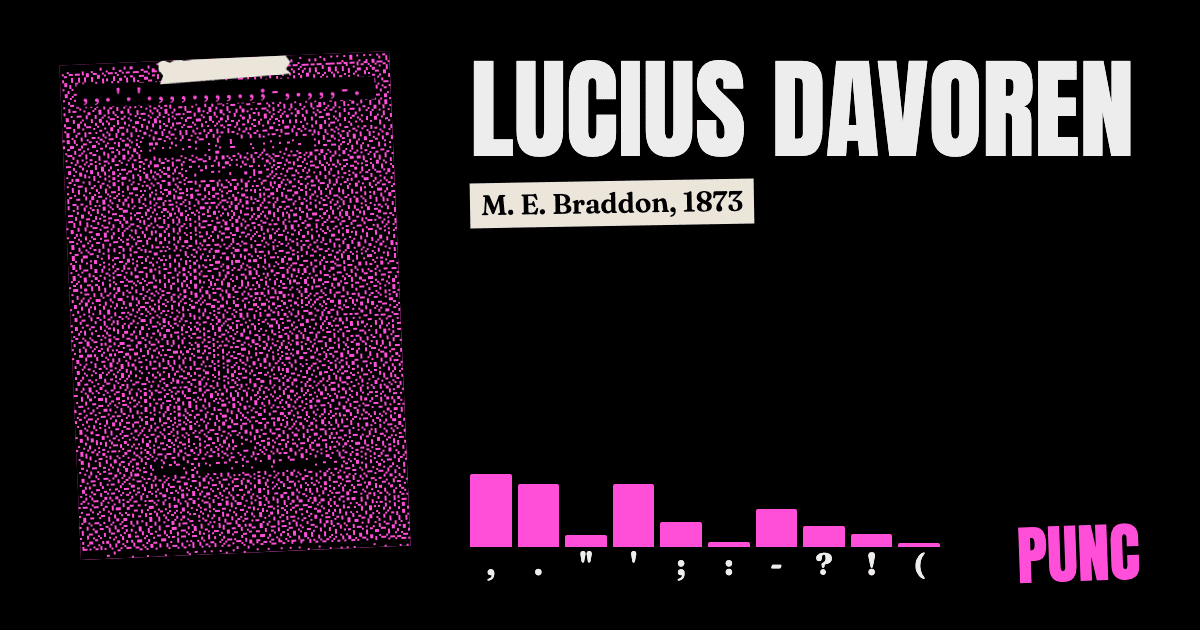 LUCIUS DAVOREN
M. E. Braddon, 1873
, . " ' ; : - ? ! (
PUNC